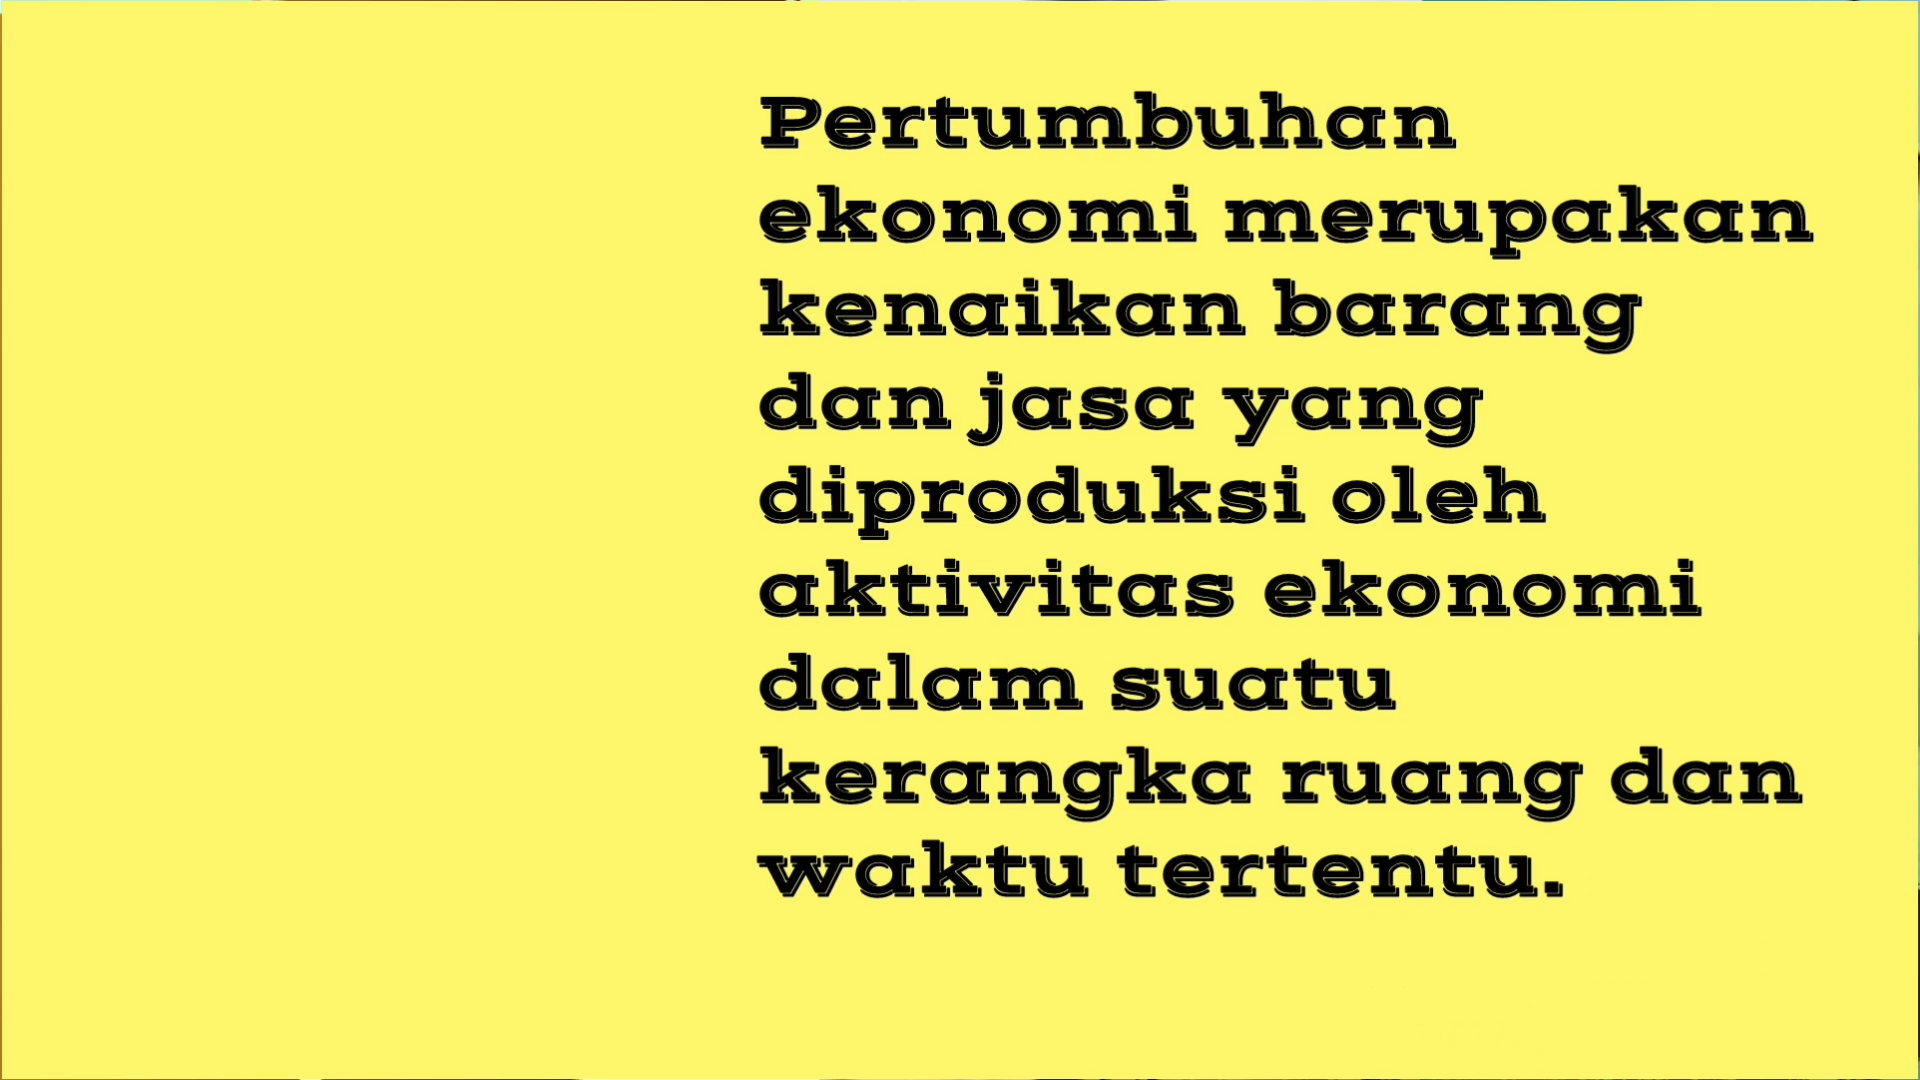 Pertumbuhan
ekonomi merupakan
kenaikan barang
dan jasa yang
diproduksi oleh
aktivitas ekonomi
dalam suatu
kerangka ruang dan
waktu tertentu.